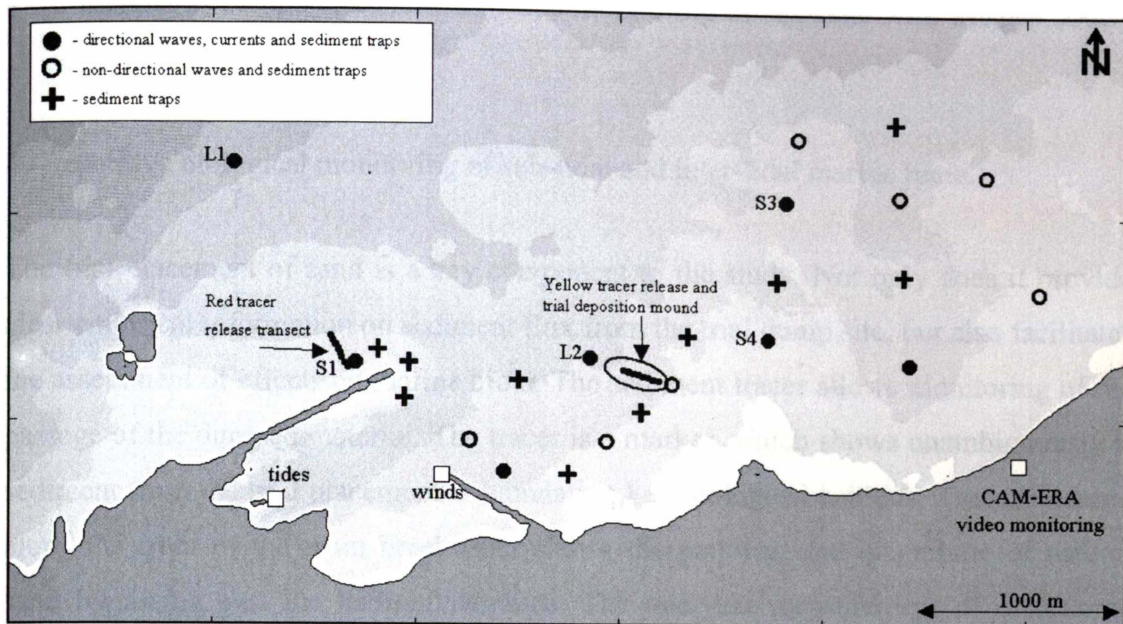 - directional waves, currents and sediment traps
- non-directional waves and sediment traps
- sediment traps
N
L1
S3
Red tracer
release transect
Yellow tracer release and
trial deposition mound
S1
L2
S4
tides
winds
CAM-ERA
video monitoring
1000 m